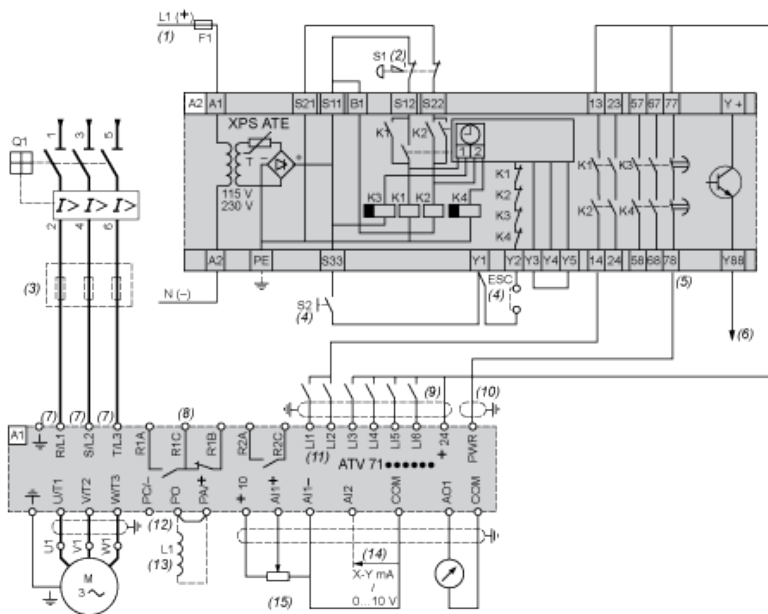 L1 (+)
(1)
F1
S1 (2)
A2 A1 S21 S11 B1 S12 S22 13 23 57 67 77 Y +
XPS ATE
T
+
115 V
230 V
K1 K2
1 2
K3 K1 K2 K4
K1
K2
K3
K4
K1 K3
K2 K4
A2 PE S33 Y1 Y2 Y3 Y4 Y5 14 24 58 68 78 Y88
N (–)
S2
(4)
ESC
(4)
(5)
(6)
Q1
1 3 5
I> I> I>
2 4 6
(3)
(7) (7) (7) (8) (9) (10)
A1
R/L1 S/L2 T/L3 R1A R1C R1B R2A R2C LI1 LI2 LI3 LI4 LI5 LI6 + 24 PWR
(11)
ATV 71
U/T1 V/T2 W/T3 PC/– PO PA/+ + 10 AI1+ AI1– AI2 COM AO1 COM
(12)
U1 V1 W1
M
3
L1
(13)
(14)
X-Y mA
/
0...10 V
(15)